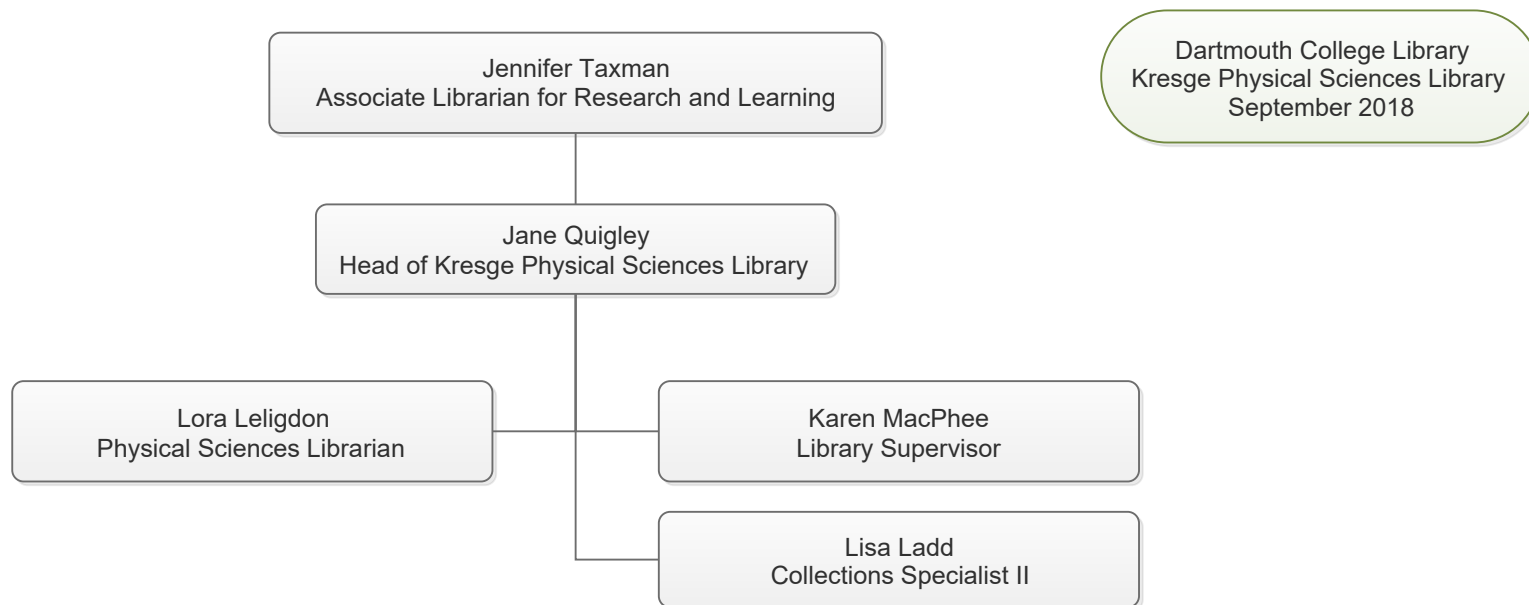 Jennifer Taxman
Associate Librarian for Research and Learning
Dartmouth College Library
Kresge Physical Sciences Library
September 2018
Jane Quigley
Head of Kresge Physical Sciences Library
Lora Leligdon
Physical Sciences Librarian
Karen MacPhee
Library Supervisor
Lisa Ladd
Collections Specialist II